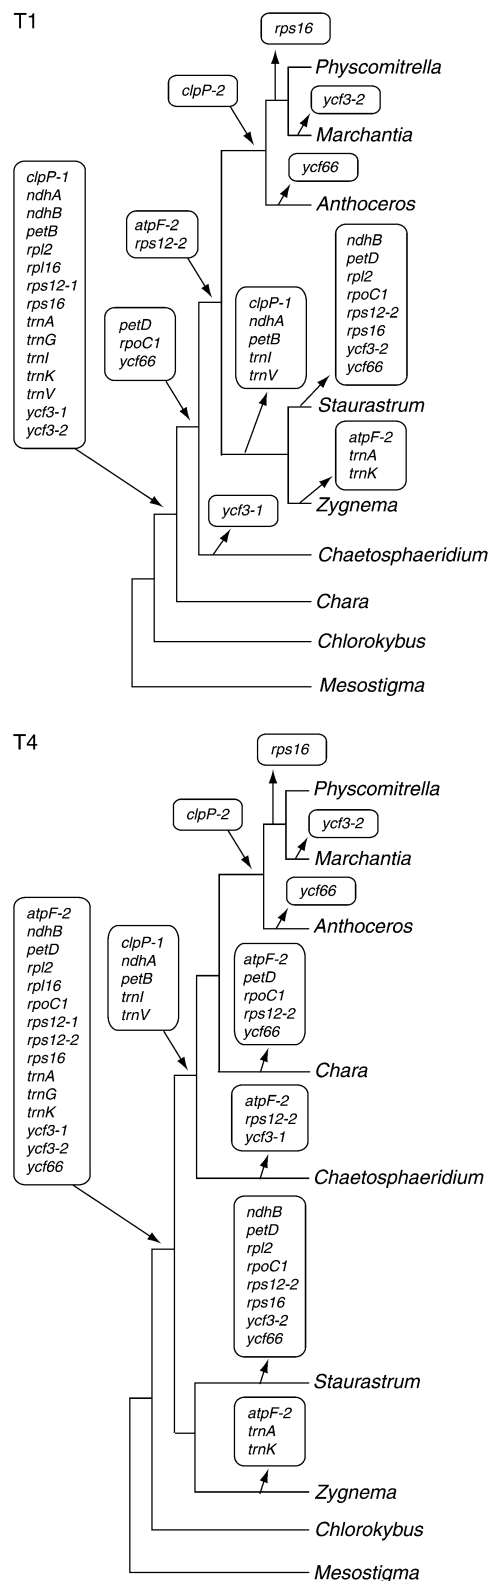 T1
rps16
Physcomitrella
clpP-2
ycf3-2
Marchantia
ycf66
Anthoceros
clpP-1
ndhA
ndhB
petB
rpl2
rpl16
rps12-1
rps16
trnA
trnG
trnI
trnK
trnV
ycf3-1
ycf3-2
atpF-2
rps12-2
petD
rpoC1
ycf66
clpP-1
ndhA
petB
trnI
trnV
ndhB
petD
rpl2
rpoC1
rps12-2
rps16
ycf3-2
ycf66
Staurastrum
atpF-2
trnA
trnK
Zygnema
ycf3-1
Chaetosphaeridium
Chara
Chlorokybus
Mesostigma
T4
rps16
Physcomitrella
clpP-2
ycf3-2
Marchantia
ycf66
Anthoceros
atpF-2
ndhB
petD
rpl2
rpl16
rpoC1
rps12-1
rps12-2
rps16
trnA
trnG
trnK
ycf3-1
ycf3-2
ycf66
clpP-1
ndhA
petB
trnI
trnV
atpF-2
petD
rpoC1
rps12-2
ycf66
Chara
atpF-2
rps12-2
ycf3-1
Chaetosphaeridium
ndhB
petD
rpl2
rpoC1
rps12-2
rps16
ycf3-2
ycf66
Staurastrum
atpF-2
trnA
trnK
Zygnema
Chlorokybus
Mesostigma